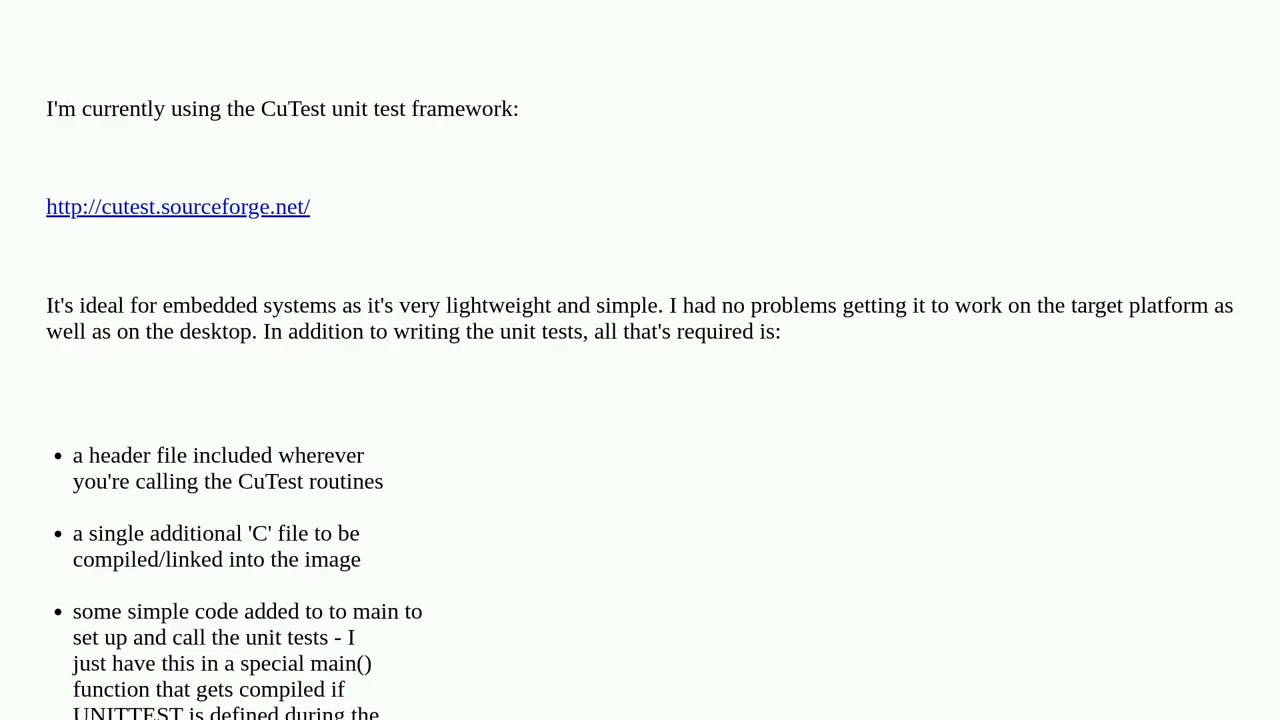 I'm currently using the CuTest unit test framework:
http://cutest.sourceforge.net/
It's ideal for embedded systems as it's very lightweight and simple. I had no problems getting it to work on the target platform as
well as on the desktop. In addition to writing the unit tests, all that's required is:
• a header file included wherever
you're calling the CuTest routines
• a single additional 'C' file to be
compiled/linked into the image
• some simple code added to to main to
set up and call the unit tests - I
just have this in a special main()
function that gets compiled if
UNITTEST is defined during the